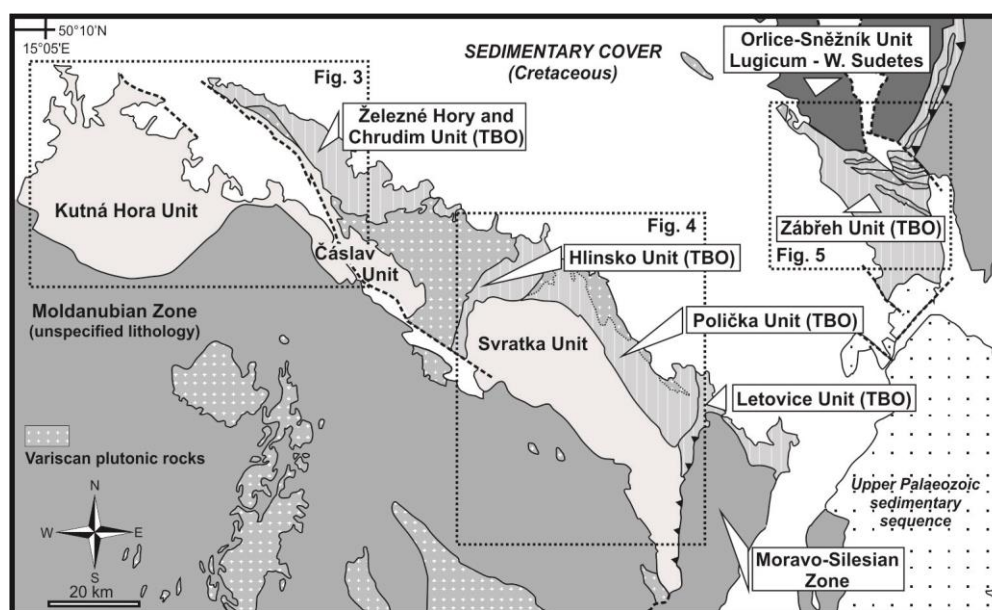 50°10'N
15°05'E
Fig. 3
SEDIMENTARY COVER
(Cretaceous)
Orlice-Sněžník Unit
Lugicum - W. Sudetes
Železné Hory and
Chrudim Unit (TBO)
Kutná Hora Unit
Čáslav
Unit
Fig. 4
Hlinsko Unit (TBO)
Zábřeh Unit (TBO)
Fig. 5
Moldanubian Zone
(unspecified lithology)
Svratka Unit
Polička Unit (TBO)
Letovice Unit (TBO)
Variscan plutonic rocks
Upper Palaeozoic
sedimentary
sequence
N
W
E
S
20 km
Moravo-Silesian
Zone